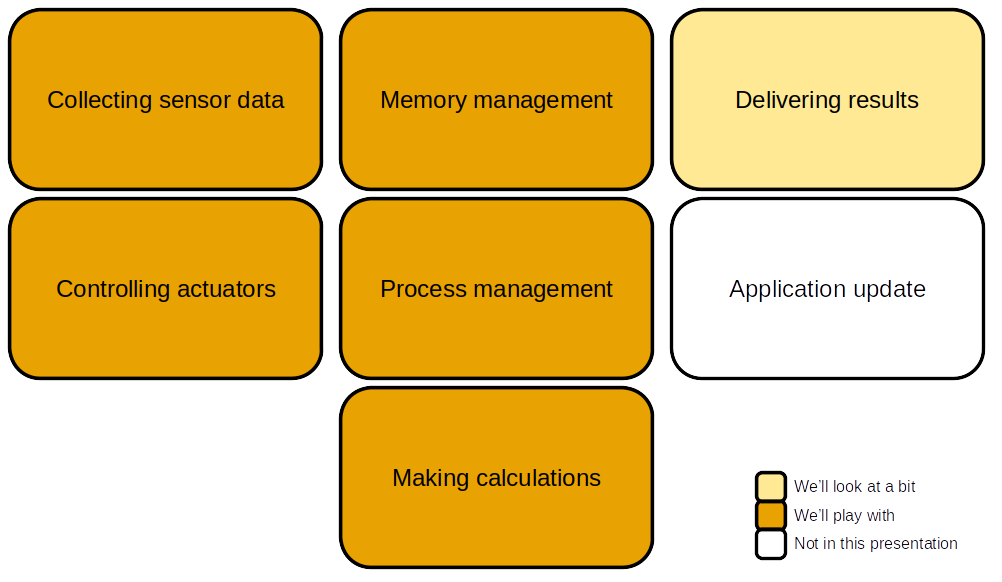 Collecting sensor data
Memory management
Delivering results
Controlling actuators
Process management
Application update
Making calculations
We'll look at a bit
We'll play with
Not in this presentation